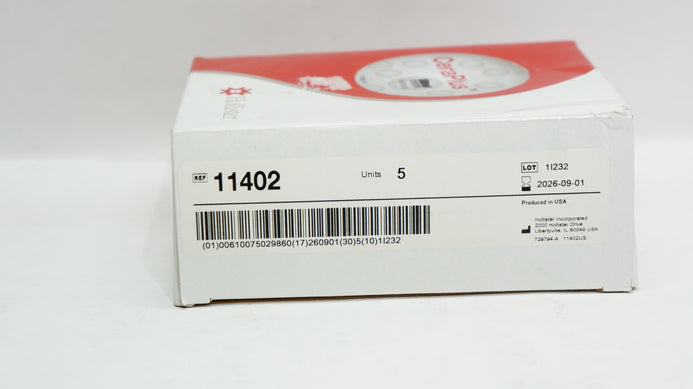 CeraPlus
Hollister
REF 11402 Units 5 LOT 1I232
2026-09-01
Produced in USA
(01)00610075029860(17)260901(30)5(10)1I232
Hollister Incorporated
2000 Hollister Drive
Libertyville, IL 60048 USA
729794-A 11402US